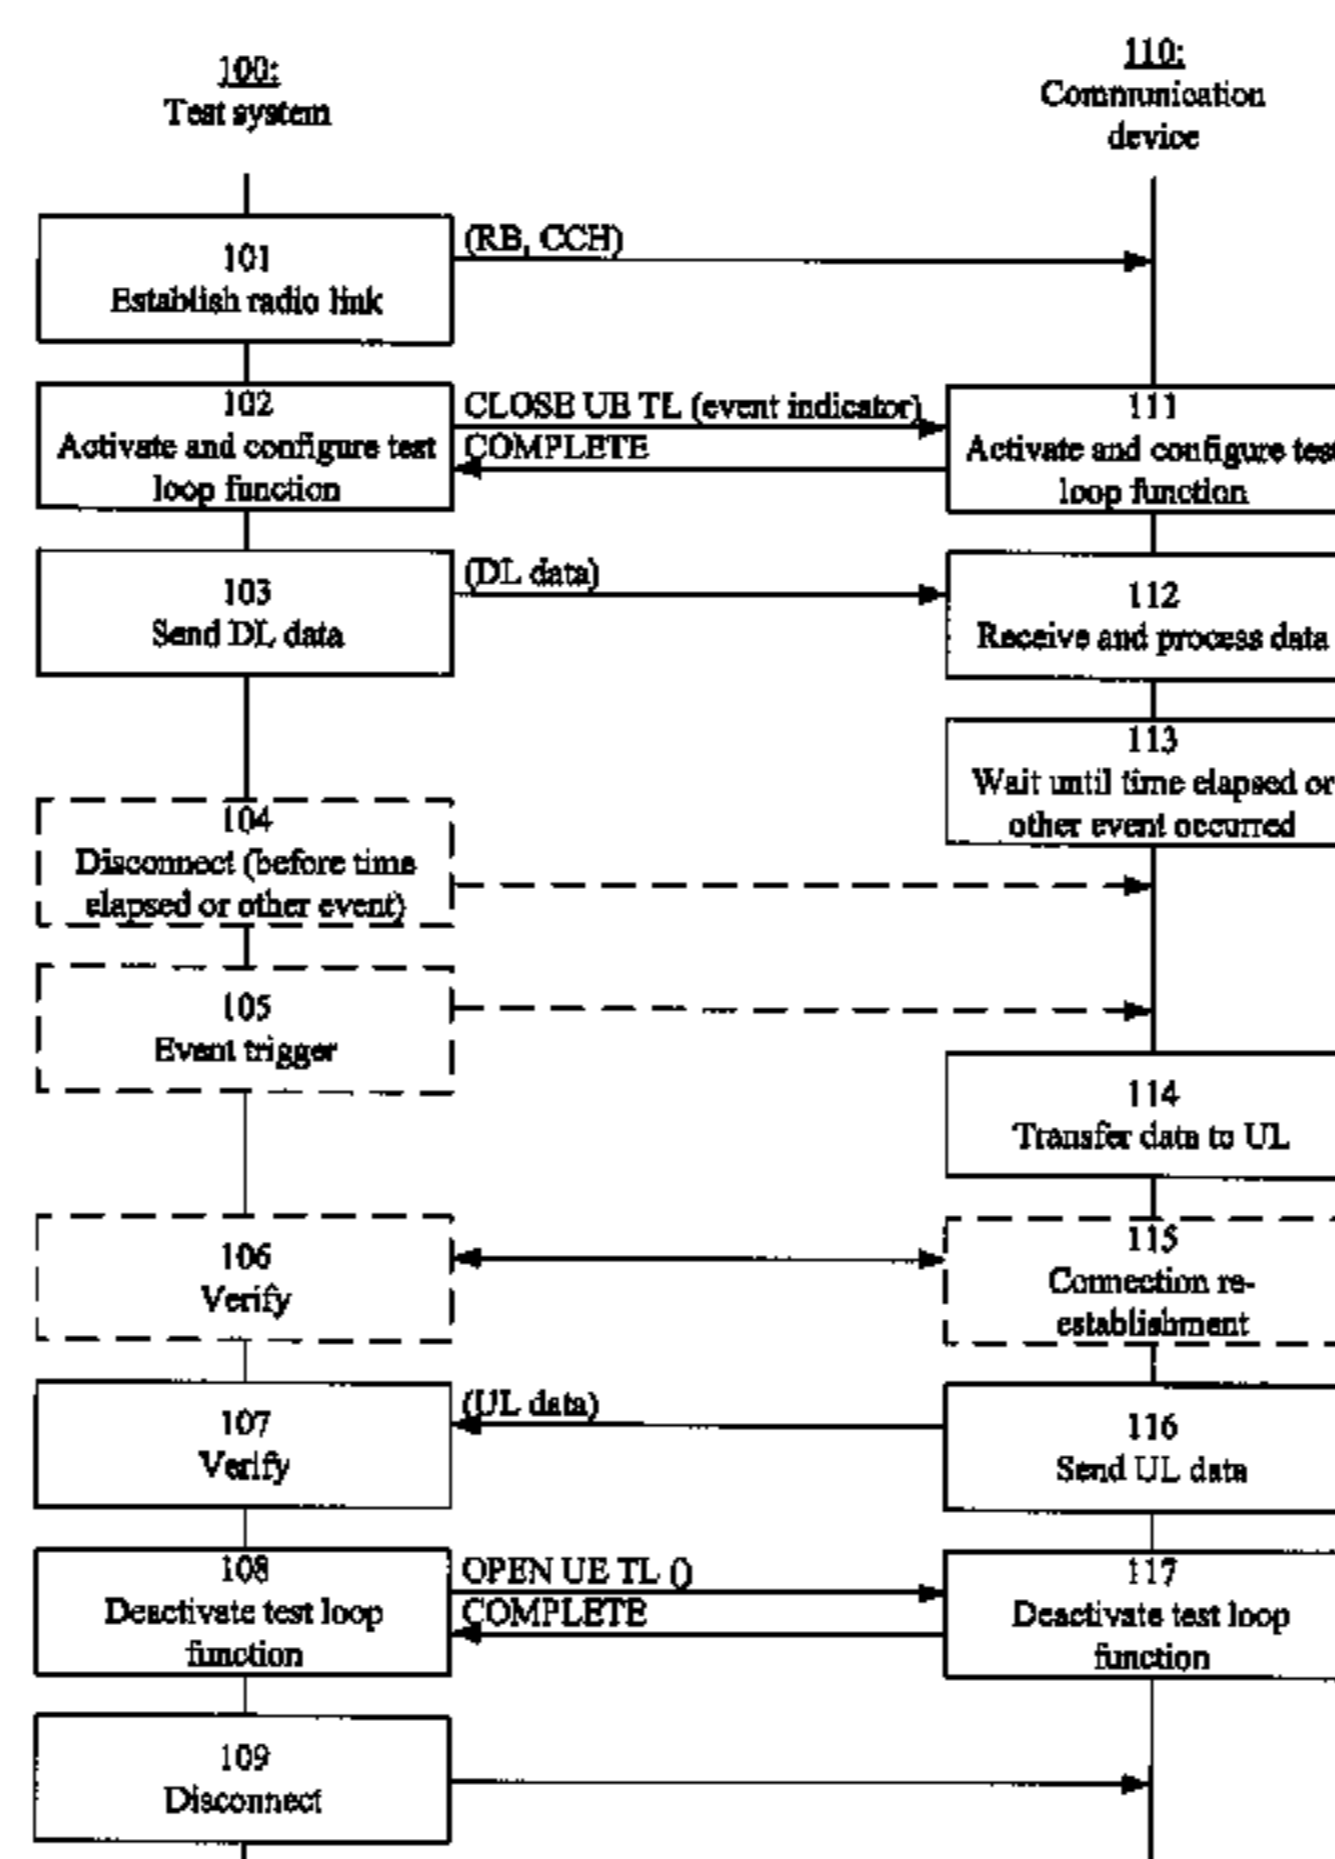 100:
Test system
110:
Communication
device
101
Establish radio link
(RB, CCH)
102
Activate and configure test
loop function
CLOSE UE TL (event indicator)
COMPLETE
111
Activate and configure test
loop function
103
Send DL data
(DL data)
112
Receive and process data
113
Wait until time elapsed or
other event occurred
104
Disconnect (before time
elapsed or other event)
105
Event trigger
114
Transfer data to UL
106
Verify
115
Connection re-
establishment
107
Verify
(UL data)
116
Send UL data
108
Deactivate test loop
function
OPEN UE TL ()
COMPLETE
117
Deactivate test loop
function
109
Disconnect